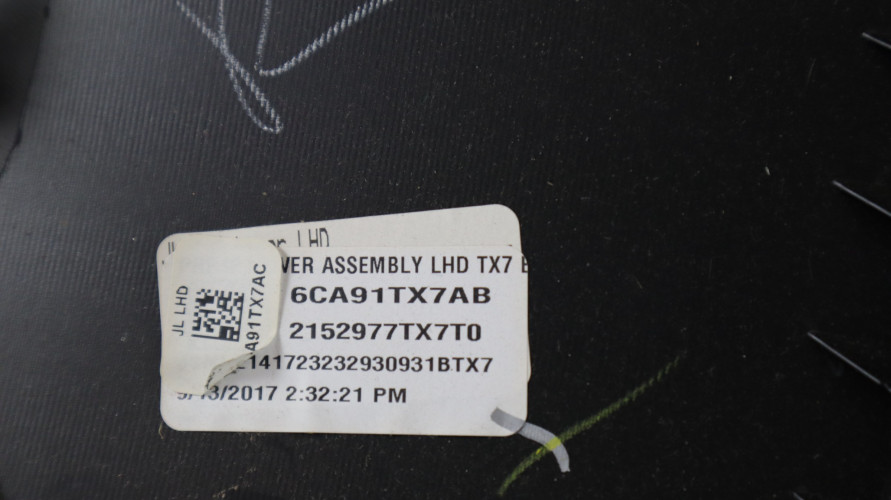 LHD
VER ASSEMBLY LHD TX7
6CA91TX7AB
2152977TX7T0
JL LHD
A91TX7AC
141723232930931BTX7
/13/2017 2:32:21 PM